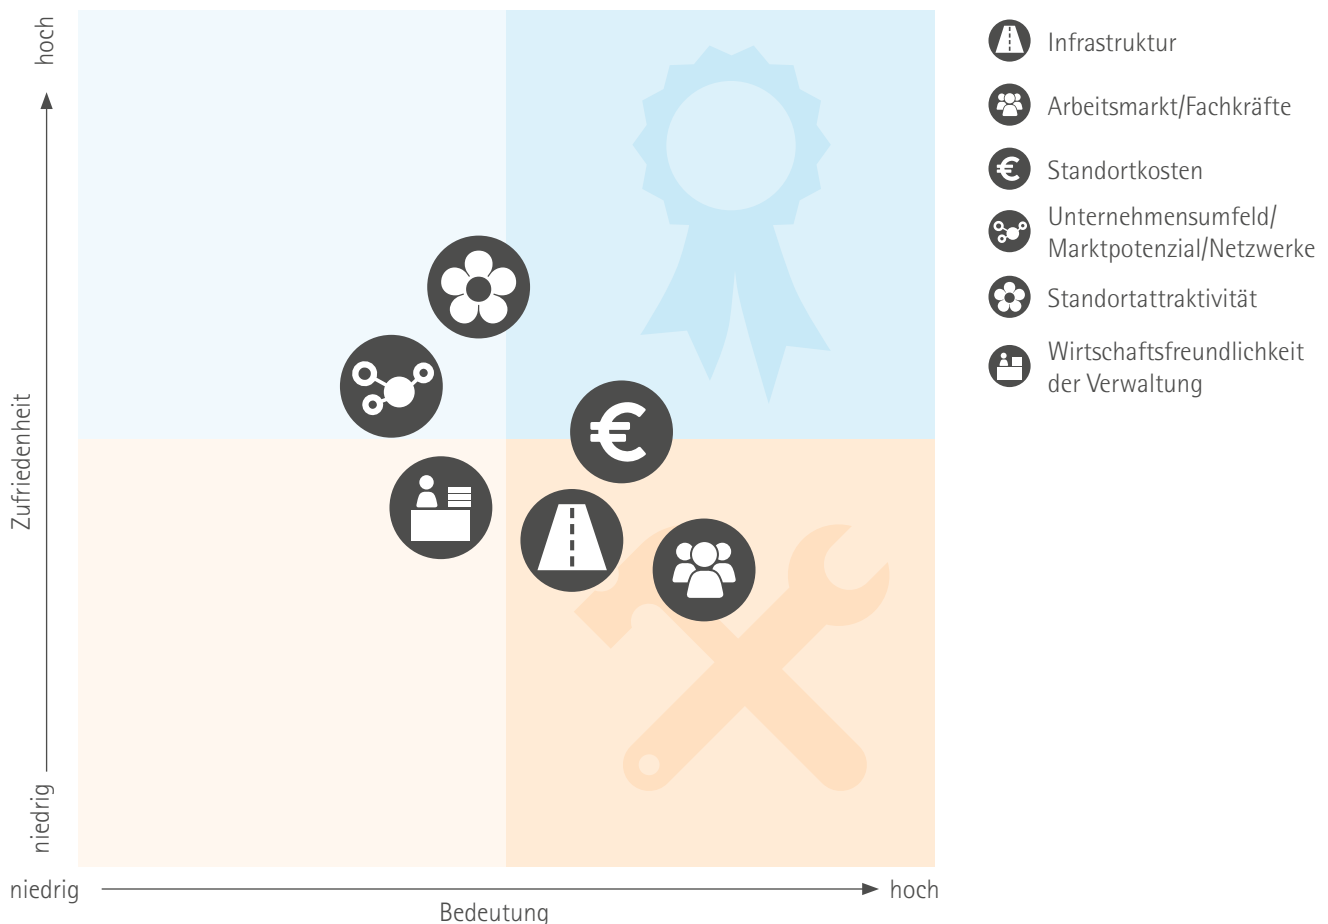 hoch
Zufriedenheit
niedrig
niedrig
hoch
Bedeutung
Infrastruktur
Arbeitsmarkt/Fachkräfte
Standortkosten
Unternehmensumfeld/
Marktpotenzial/Netzwerke
Standortattraktivität
Wirtschaftsfreundlichkeit
der Verwaltung